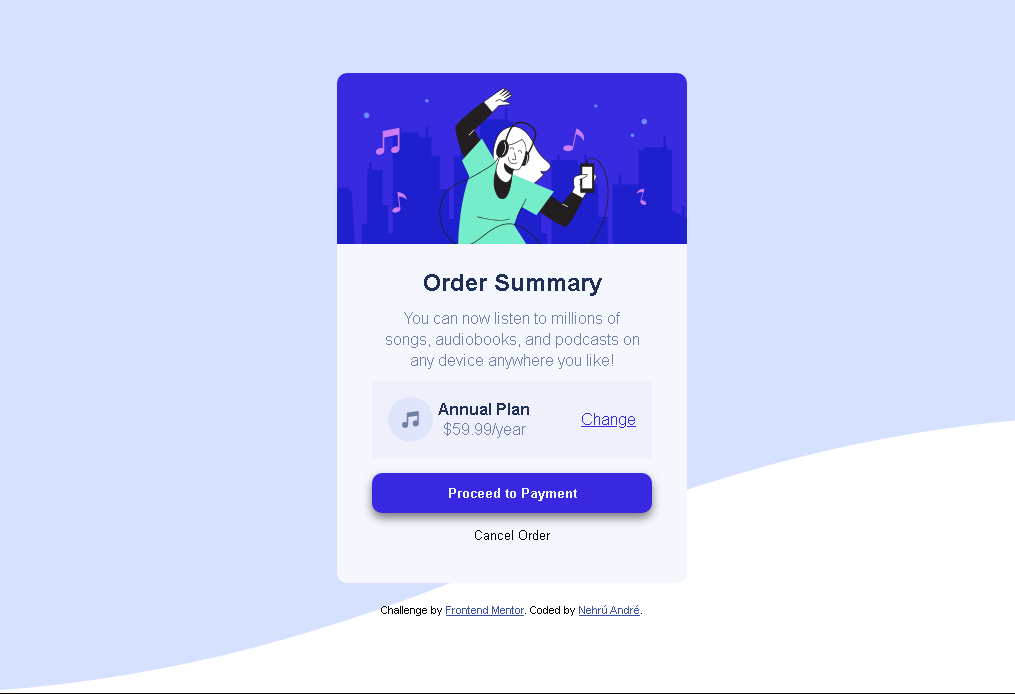 Order Summary
You can now listen to millions of
songs, audiobooks, and podcasts on
any device anywhere you like!
Annual Plan
$59.99/year
Change
Proceed to Payment
Cancel Order
Challenge by Frontend Mentor. Coded by Nehrú André.